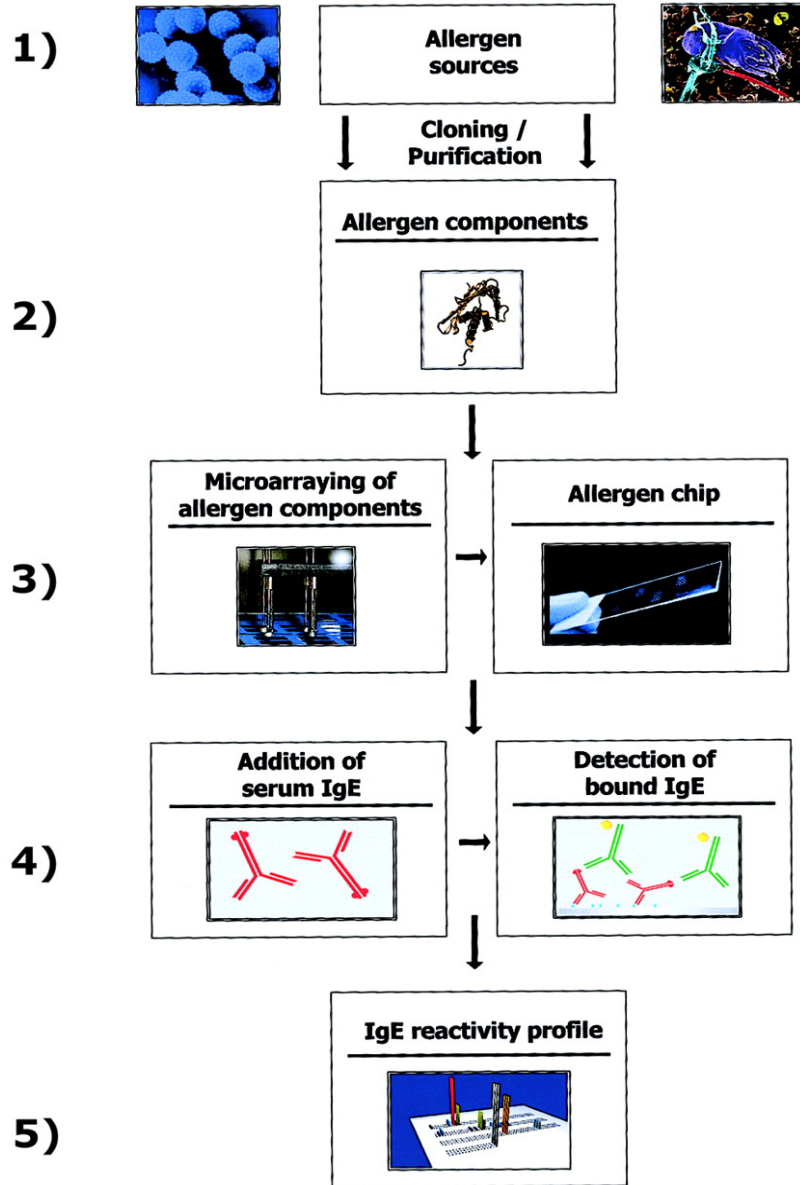 1)
Allergen
sources
Cloning /
Purification
2)
Allergen components
3)
Microarraying of
allergen components
Allergen chip
4)
Addition of
serum IgE
Detection of
bound IgE
5)
IgE reactivity profile